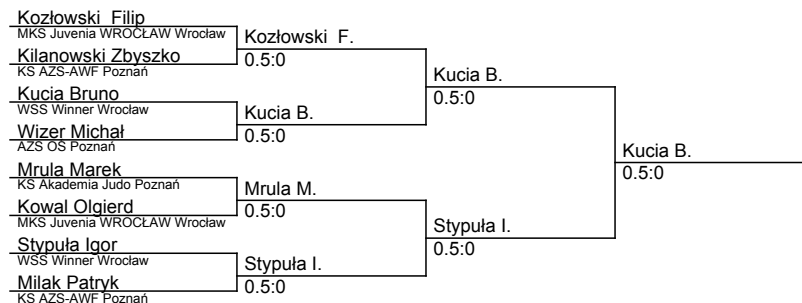 Kozłowski  Filip
MKS Juvenia WROCŁAW Wrocław
Kilanowski Zbyszko
KS AZS-AWF Poznań
Kucia Bruno
WSS Winner Wrocław
Wizer Michał
AZS OŚ Poznań
Mrula Marek
KS Akademia Judo Poznań
Kowal Olgierd
MKS Juvenia WROCŁAW Wrocław
Stypuła Igor
WSS Winner Wrocław
Milak Patryk
KS AZS-AWF Poznań
Kozłowski  F.
0.5:0
Kucia B.
0.5:0
Mrula M.
0.5:0
Stypuła I.
0.5:0
Kucia B.
0.5:0
Stypuła I.
0.5:0
Kucia B.
0.5:0